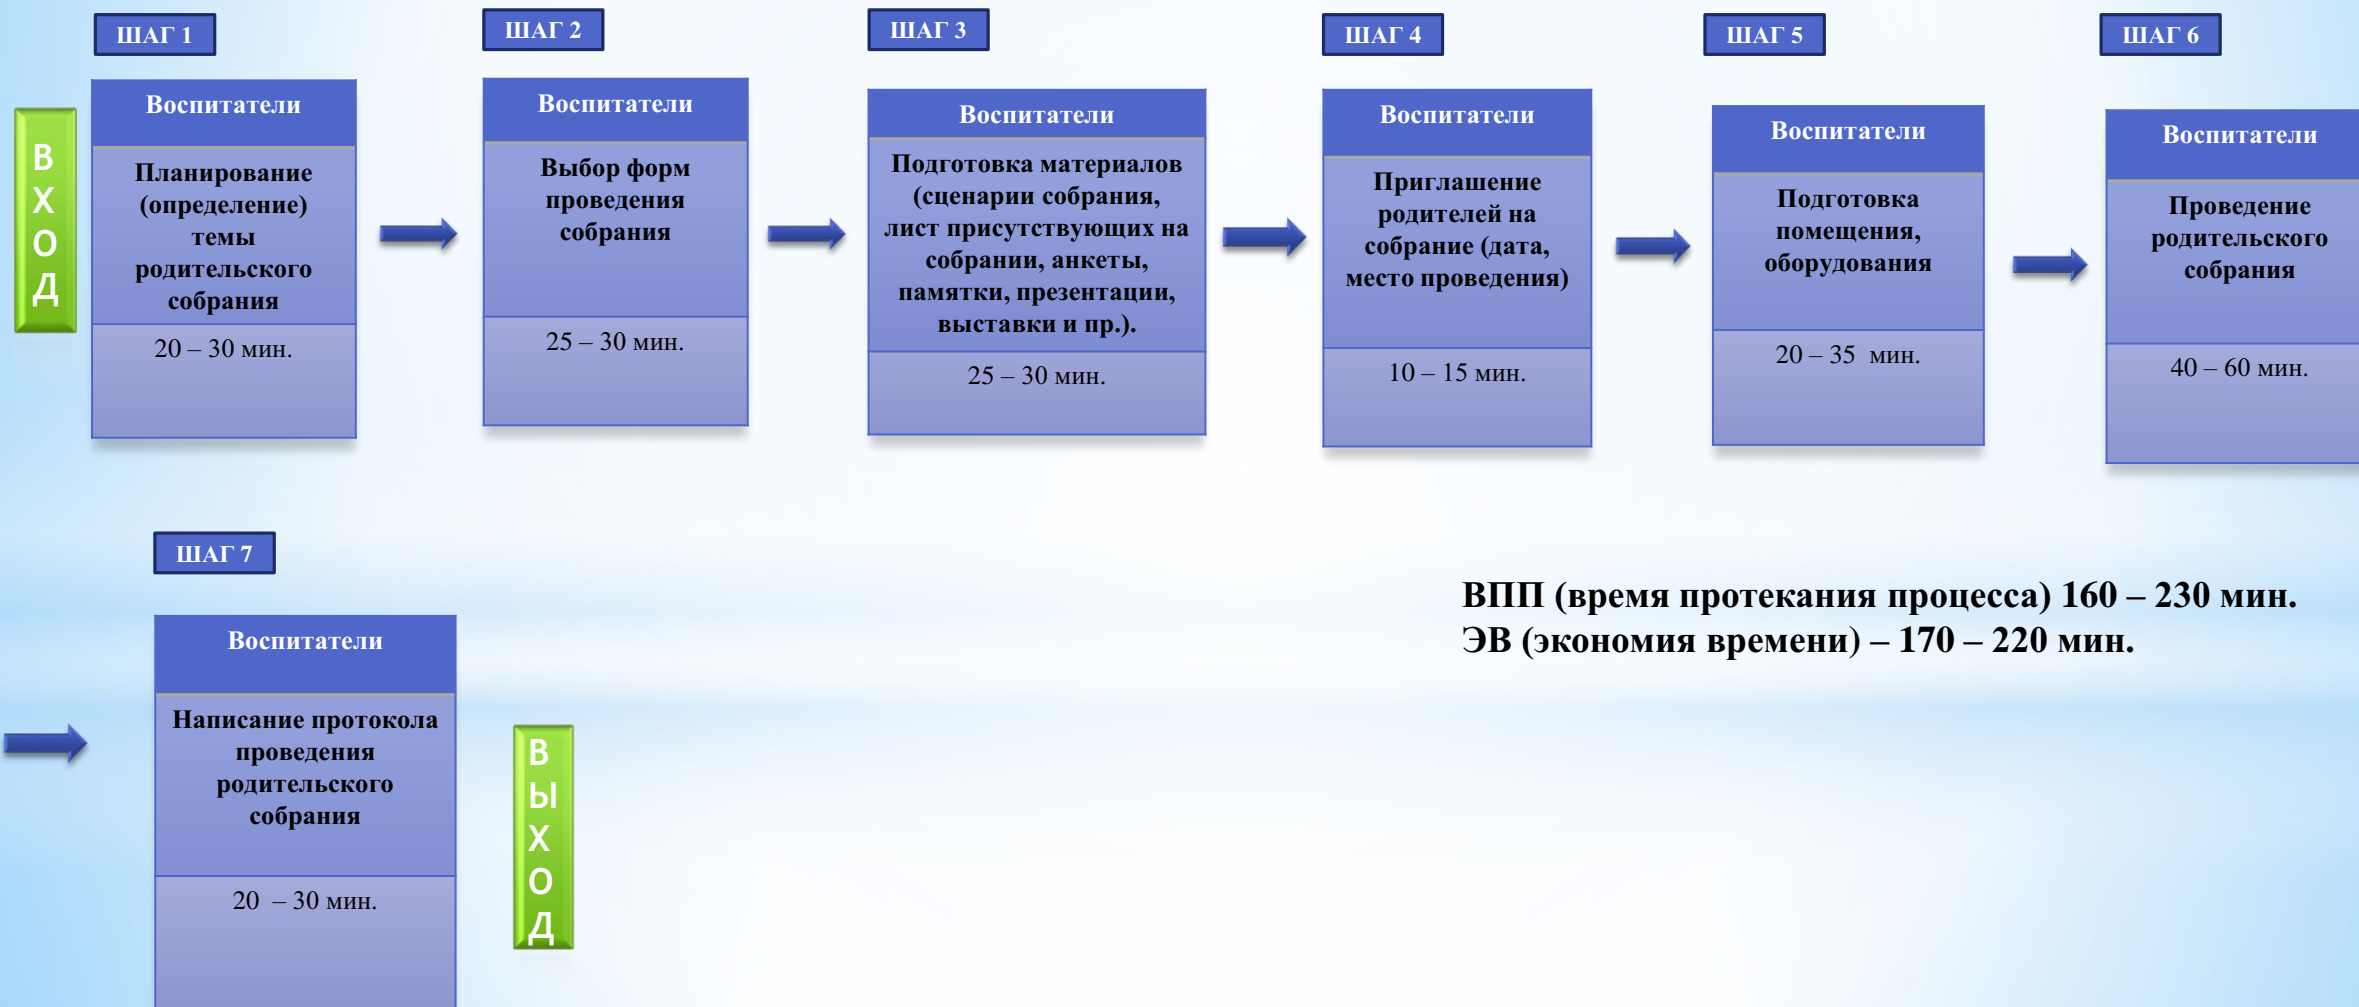 ШАГ 1
ШАГ 2
ШАГ 3
ШАГ 4
ШАГ 5
ШАГ 6
ВХОД
Воспитатели
Планирование
(определение)
темы
родительского
собрания
20 – 30 мин.
Воспитатели
Выбор форм
проведения
собрания
25 – 30 мин.
Воспитатели
Подготовка материалов
(сценарии собрания,
лист присутствующих на
собрании, анкеты,
памятки, презентации,
выставки и пр.).
25 – 30 мин.
Воспитатели
Приглашение
родителей на
собрание (дата,
место проведения)
10 – 15 мин.
Воспитатели
Подготовка
помещения,
оборудования
20 – 35 мин.
Воспитатели
Проведение
родительского
собрания
40 – 60 мин.
ШАГ 7
Воспитатели
Написание протокола
проведения
родительского
собрания
20 – 30 мин.
ВЫХОД
ВПП (время протекания процесса) 160 – 230 мин.
ЭВ (экономия времени) – 170 – 220 мин.